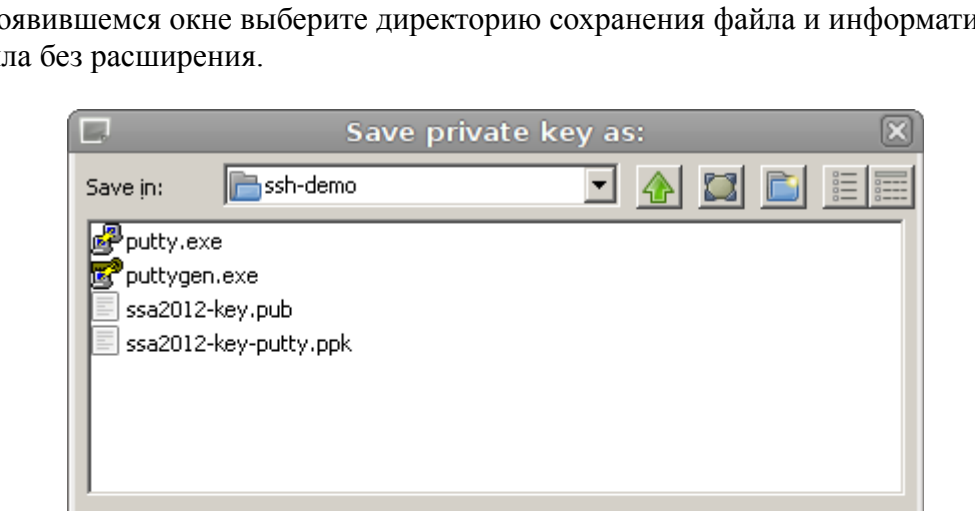 оявившемся окне выберите директорию сохранения файла и информати
ла без расширения.
Save private key as:
Save in: ssh-demo
putty.exe
puttygen.exe
ssa2012-key.pub
ssa2012-key-putty.ppk